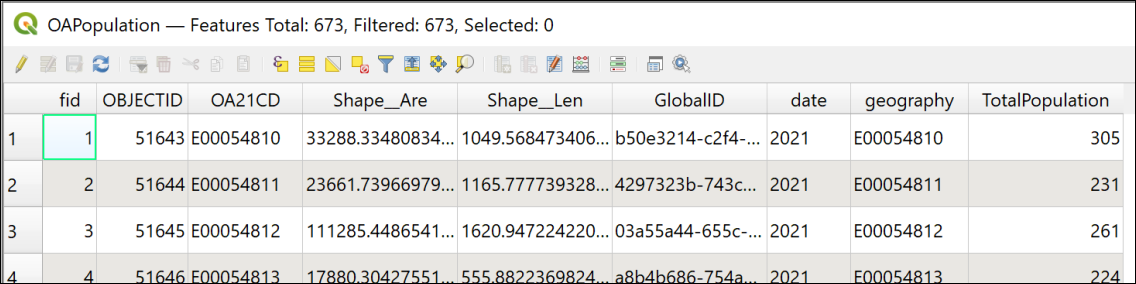 OAPopulation — Features Total: 673, Filtered: 673, Selected: 0
fid OBJECTID OA21CD Shape__Are Shape__Len GlobalID date geography TotalPopulation
1 1 51643 E00054810 33288.33480834... 1049.568473406... b50e3214-c2f4-... 2021 E00054810 305
2 2 51644 E00054811 23661.73966979... 1165.777739328... 4297323b-743c... 2021 E00054811 231
3 3 51645 E00054812 111285.4486541... 1620.947224220... 03a55a44-655c-... 2021 E00054812 261
4 4 51646 E00054813 17880.30427551... 555.8822369824... a8b4b686-754a... 2021 E00054813 224